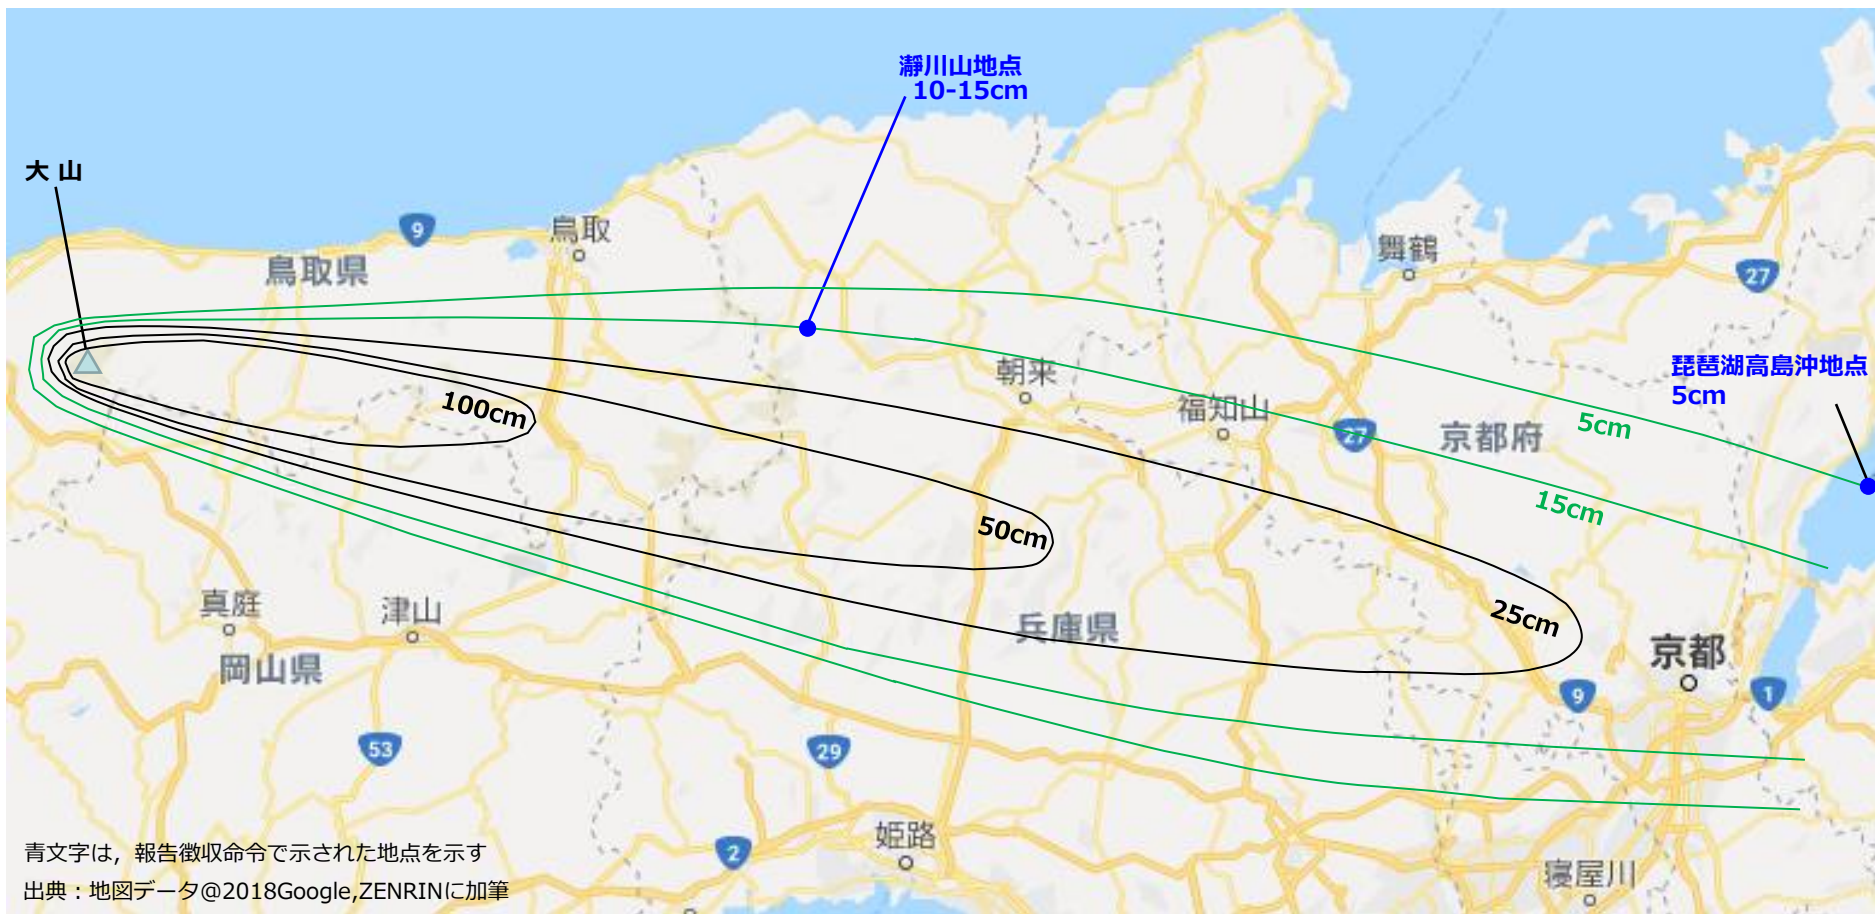 瀞川山地点
10-15cm
大 山
9
鳥取
舞鶴
鳥取県
27
朝来
琵琶湖高島沖地点
5cm
100cm
福知山
5cm
27
京都府
15cm
50cm
真庭
津山
25cm
兵庫県
京都
岡山県
9
1
53
29
姫路
2
青文字は，報告徴収命令で示された地点を示す
寝屋川
出典：地図データ@2018Google,ZENRINに加筆